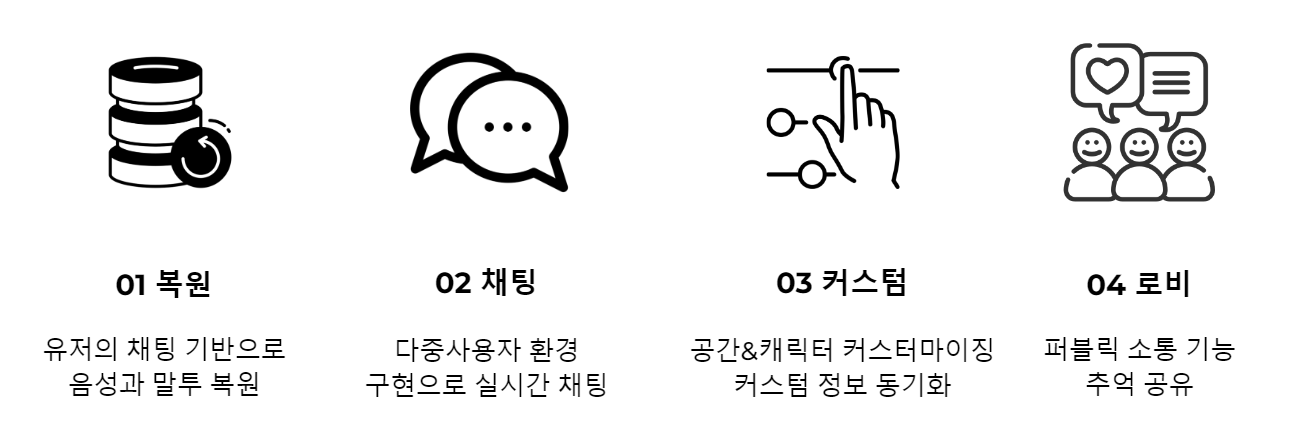 01 복원
유저의 채팅 기반으로
음성과 말투 복원
02 채팅
다중사용자 환경
구현으로 실시간 채팅
03 커스텀
공간&캐릭터 커스터마이징
커스텀 정보 동기화
04 로비
퍼블릭 소통 기능
추억 공유